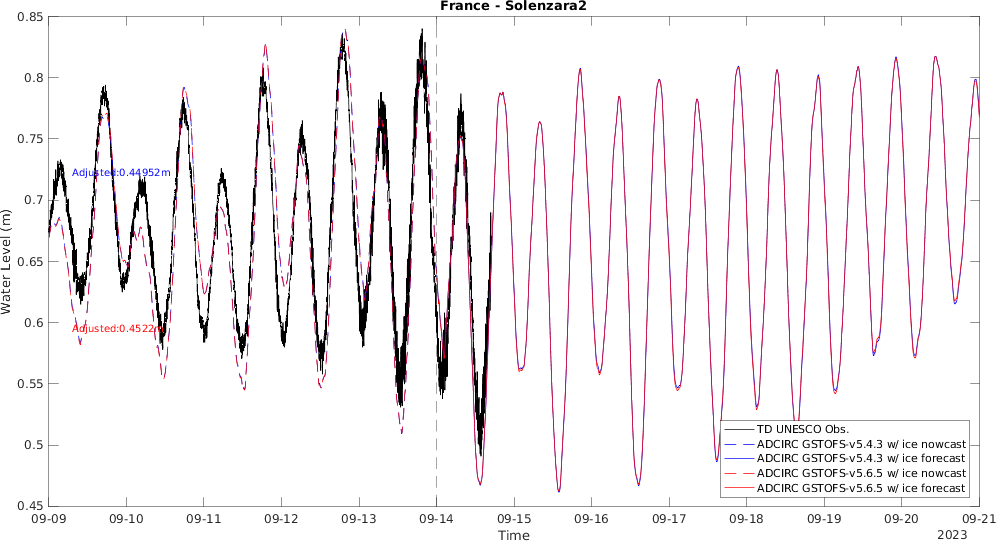 France - Solenzara2
0.85
0.8
0.75
0.7
0.65
0.6
0.55
0.5
0.45
Water Level (m)
Adjusted:0.44952m
Adjusted:0.4522m
TD UNESCO Obs.
ADCIRC GSTOFS-v5.4.3 w/ ice nowcast
ADCIRC GSTOFS-v5.4.3 w/ ice forecast
ADCIRC GSTOFS-v5.6.5 w/ ice nowcast
ADCIRC GSTOFS-v5.6.5 w/ ice forecast
09-09 09-10 09-11 09-12 09-13 09-14 09-15 09-16 09-17 09-18 09-19 09-20 09-21
Time
2023